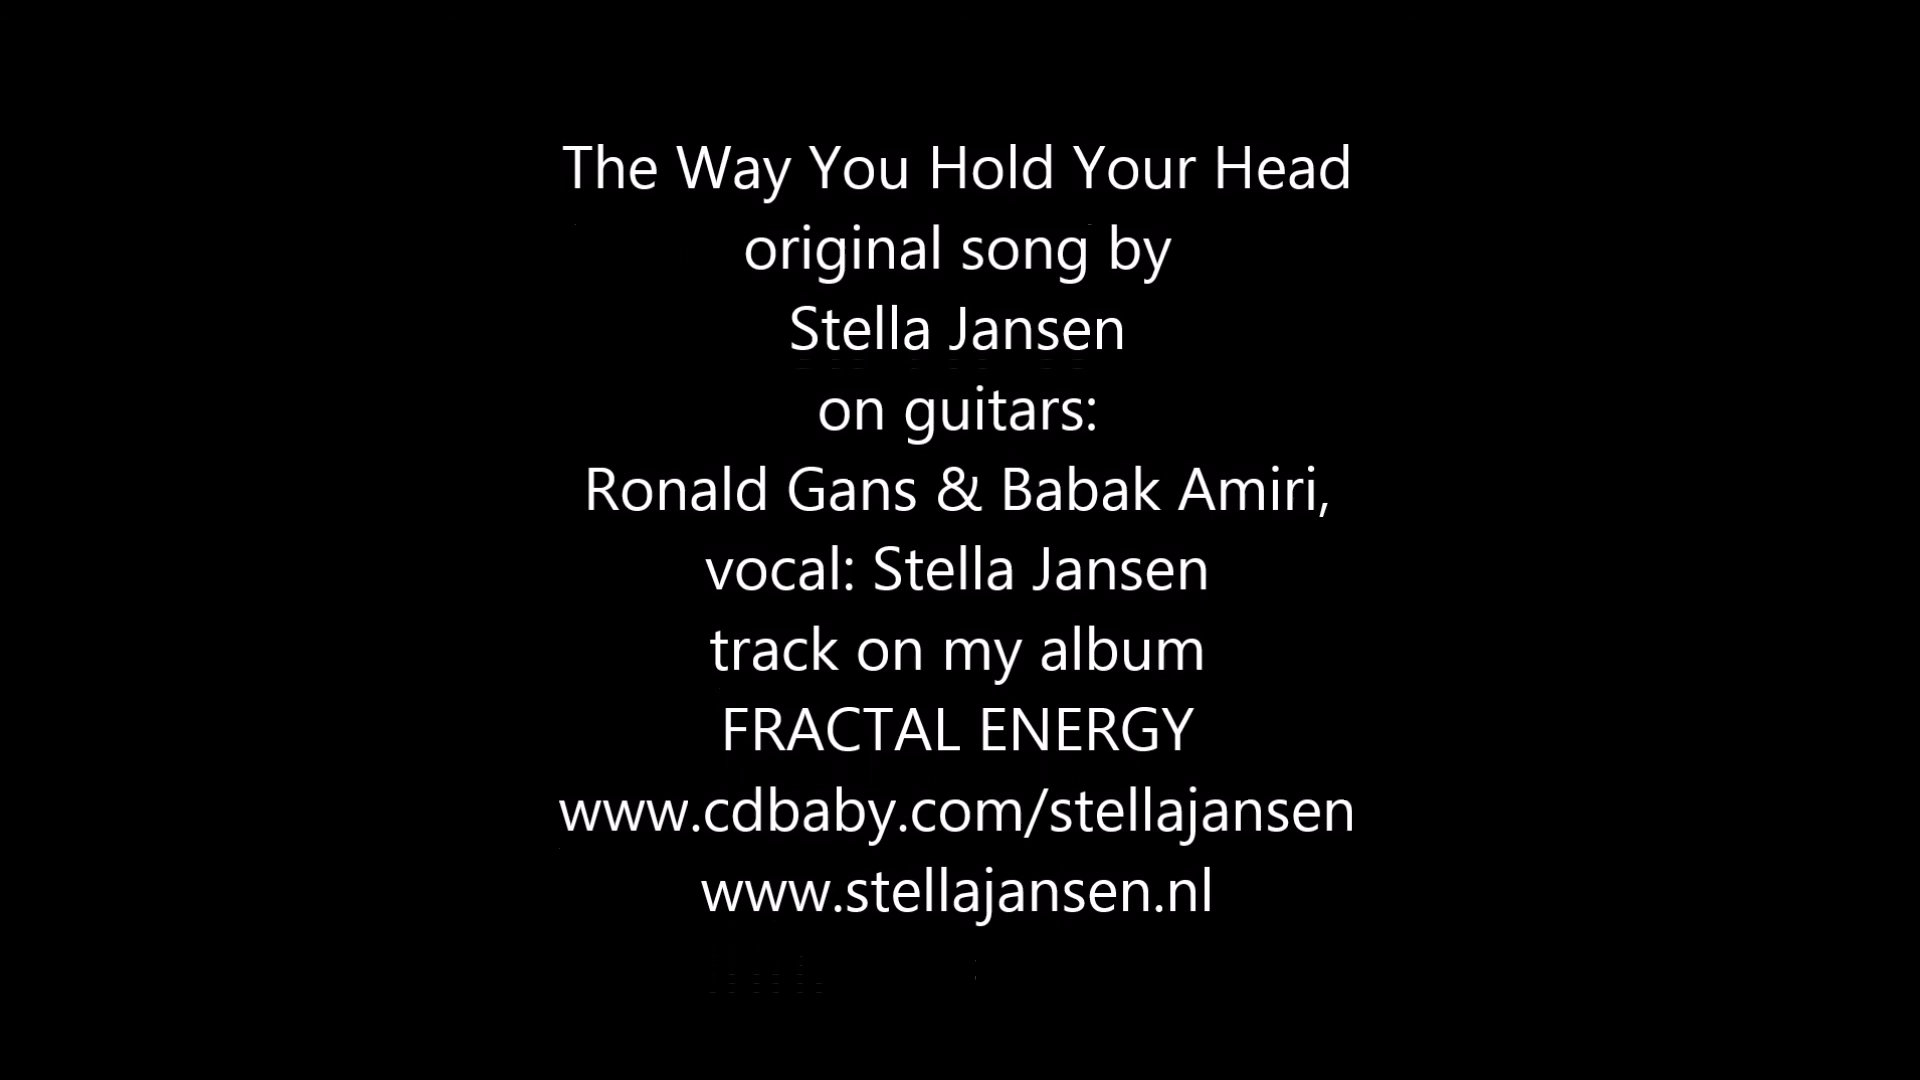 The Way You Hold Your Head
original song by
Stella Jansen
on guitars:
Ronald Gans & Babak Amiri,
vocal: Stella Jansen
track on my album
FRACTAL ENERGY
www.cdbaby.com/stellajansen
www.stellajansen.nl